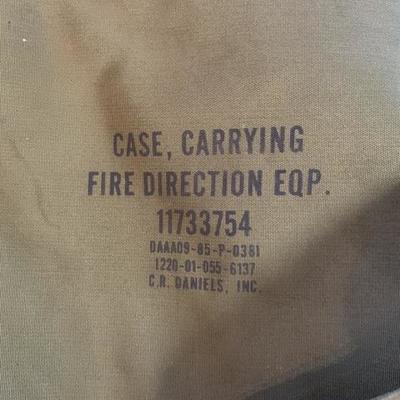 CASE, CARRYING
FIRE DIRECTION EQP.
11733754
DAAA09-85-P-0381
1220-01-055-6137
C.R. DANIELS, INC.